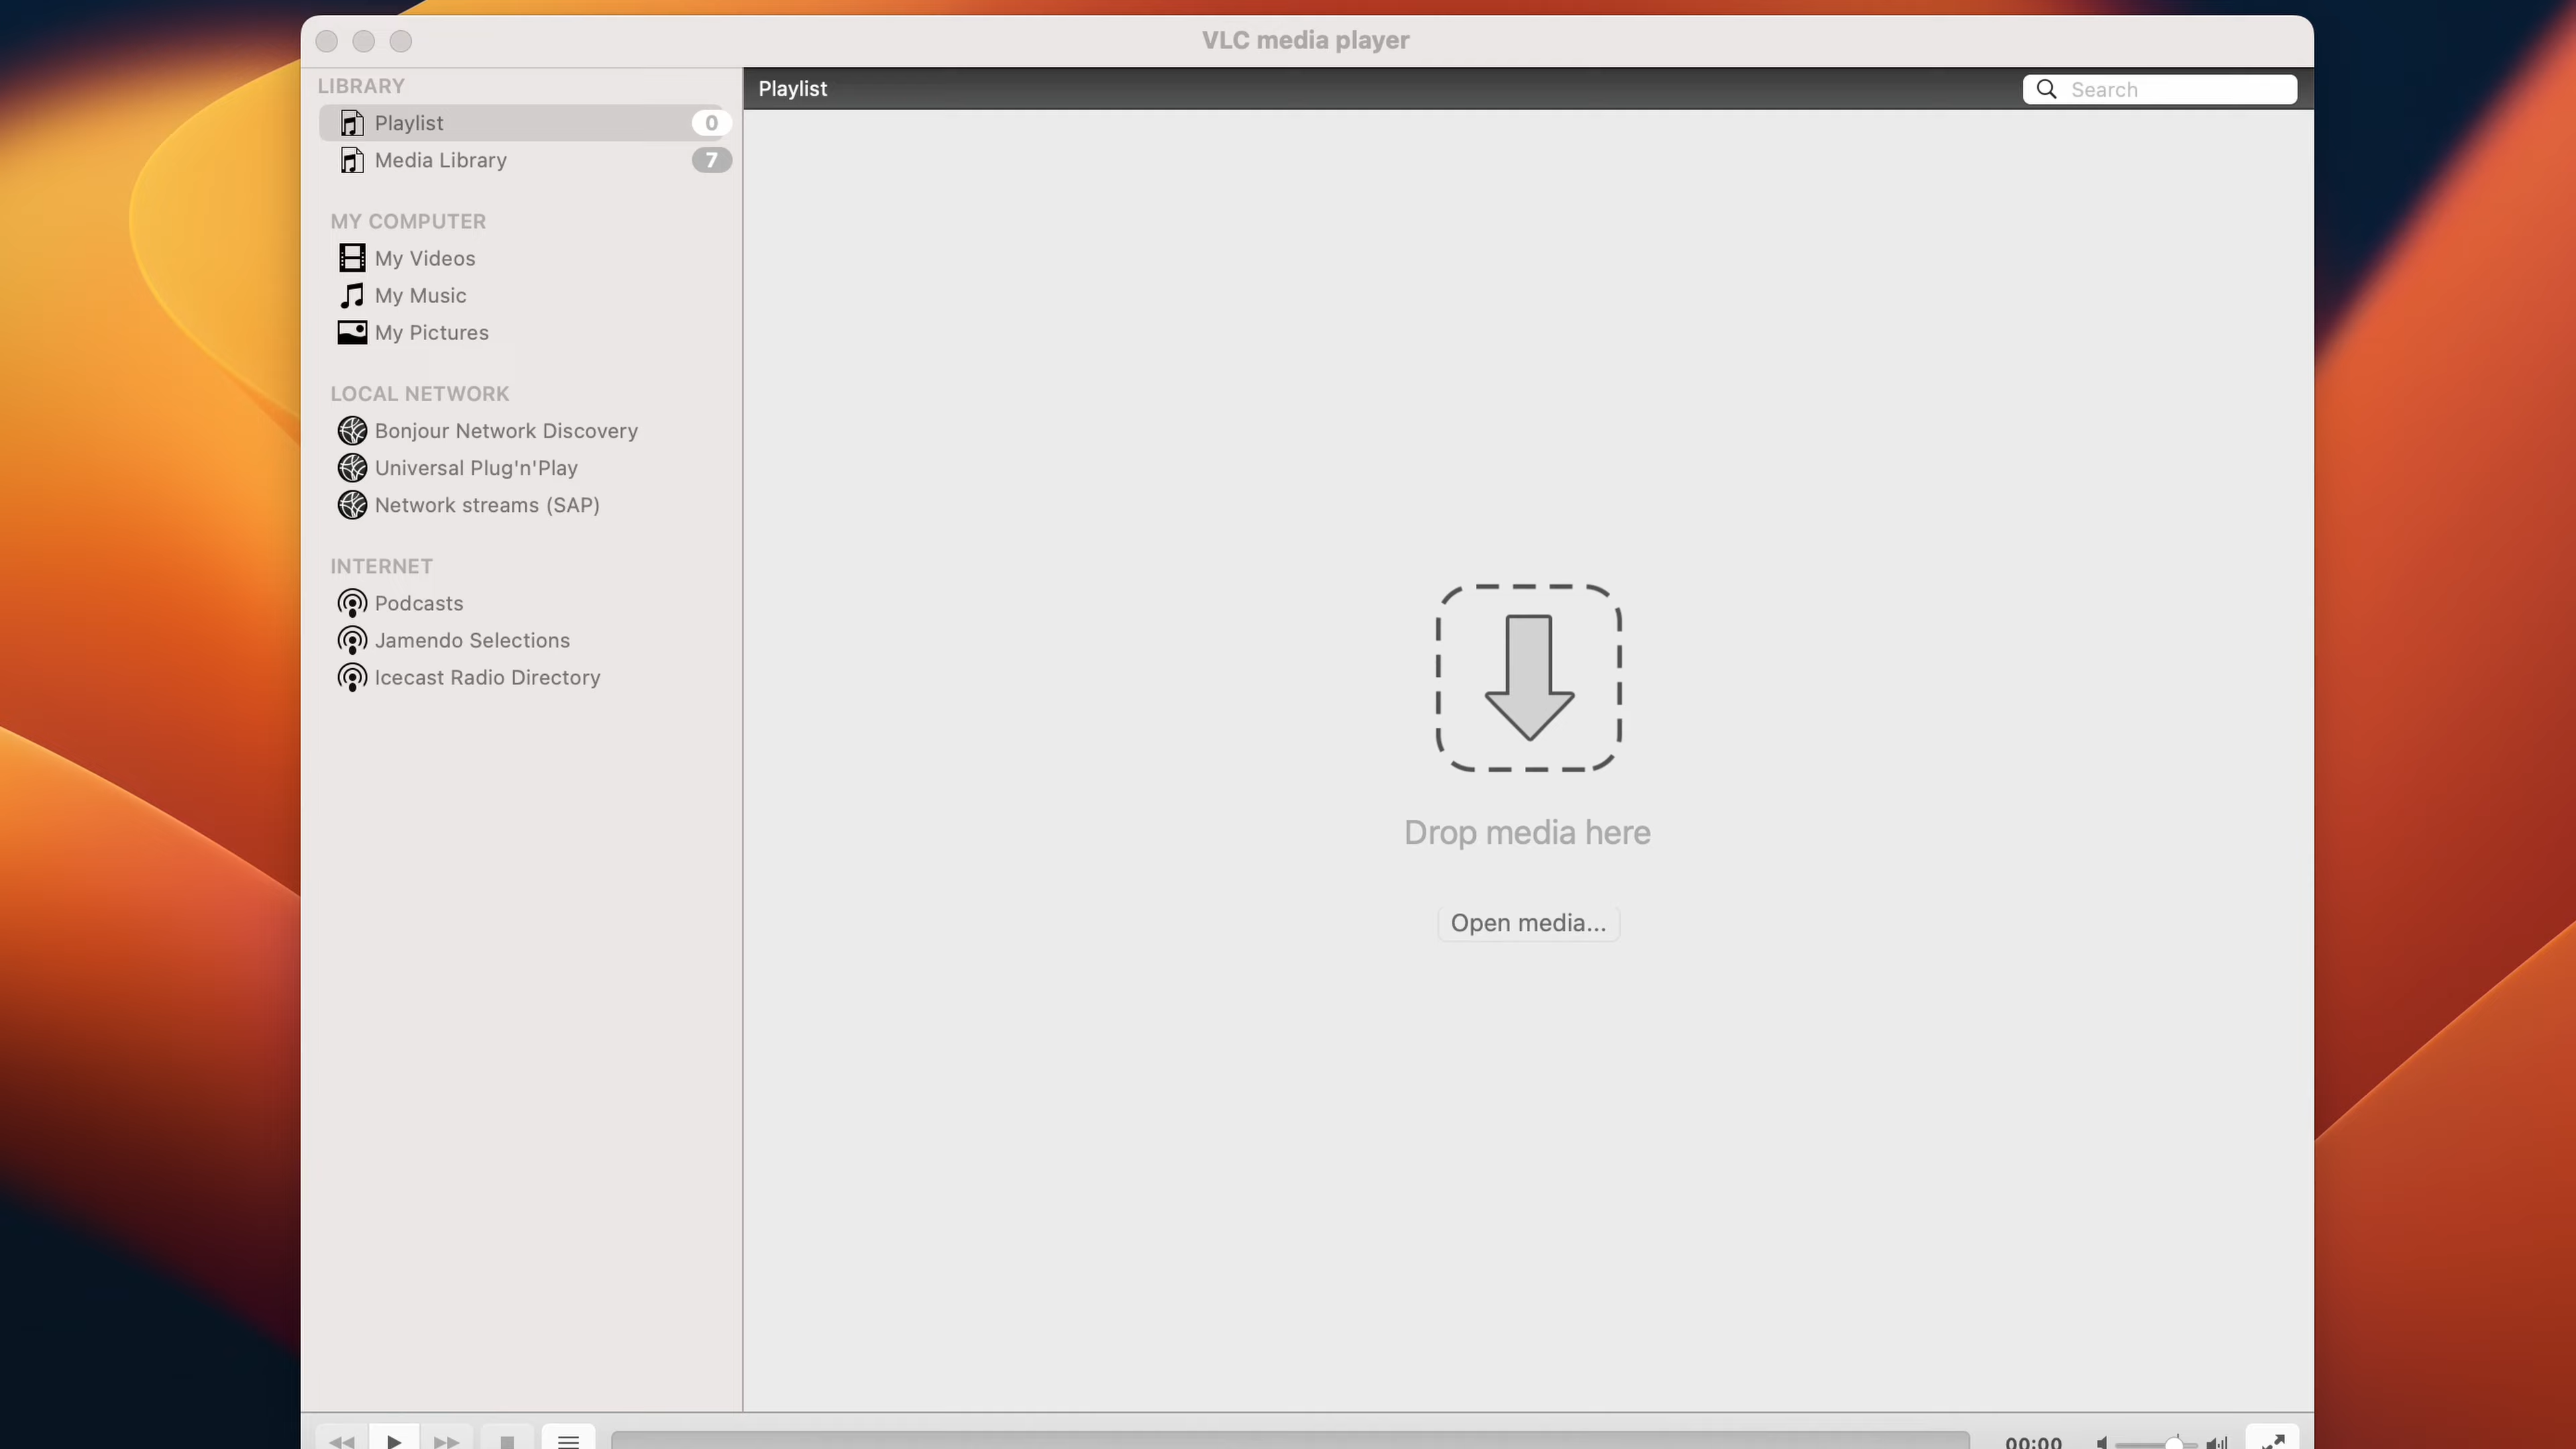 VLC media player
LIBRARY
Playlist 0
Media Library 7
MY COMPUTER
My Videos
My Music
My Pictures
LOCAL NETWORK
Bonjour Network Discovery
Universal Plug'n'Play
Network streams (SAP)
INTERNET
Podcasts
Jamendo Selections
Icecast Radio Directory
Playlist
Search
Drop media here
Open media...
00:00